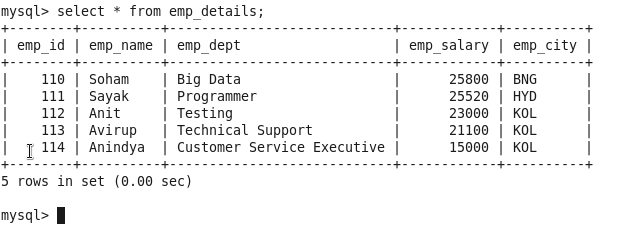 mysql> select * from emp_details;
+--------+----------+----------------------------+------------+----------+
| emp_id | emp_name | emp_dept                   | emp_salary | emp_city |
+--------+----------+----------------------------+------------+----------+
|    110 | Soham    | Big Data                   |      25800 | BNG      |
|    111 | Sayak    | Programmer                 |      25520 | HYD      |
|    112 | Anit     | Testing                    |      23000 | KOL      |
|    113 | Avirup   | Technical Support          |      21100 | KOL      |
|    114 | Anindya  | Customer Service Executive |      15000 | KOL      |
+--------+----------+----------------------------+------------+----------+
5 rows in set (0.00 sec)
mysql>